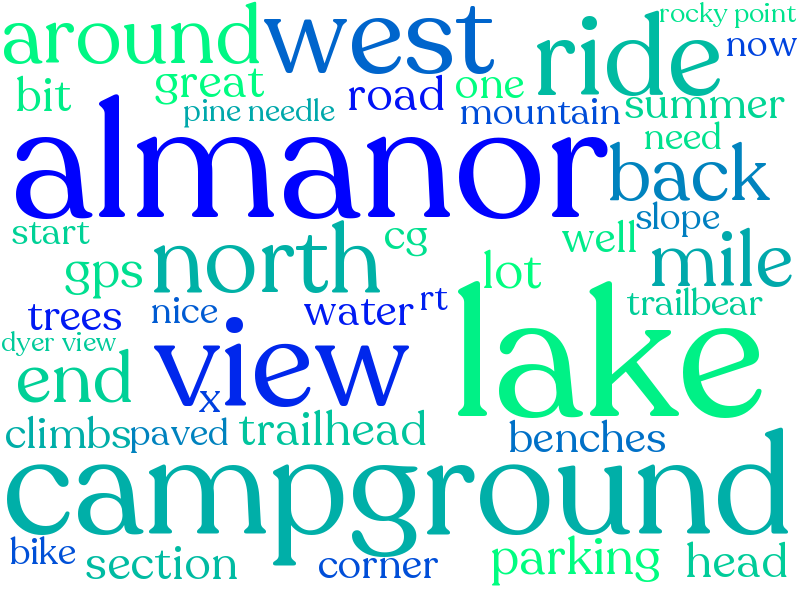 rocky point
around west ride now
bit great road one mountain summer
pine needle
need
almanor back
slope
start cg well
gps north lot mile
trees nice water rt trailbear
dyer view
view lake
end x
climbs paved trailhead benches
campground
bike section corner parking head